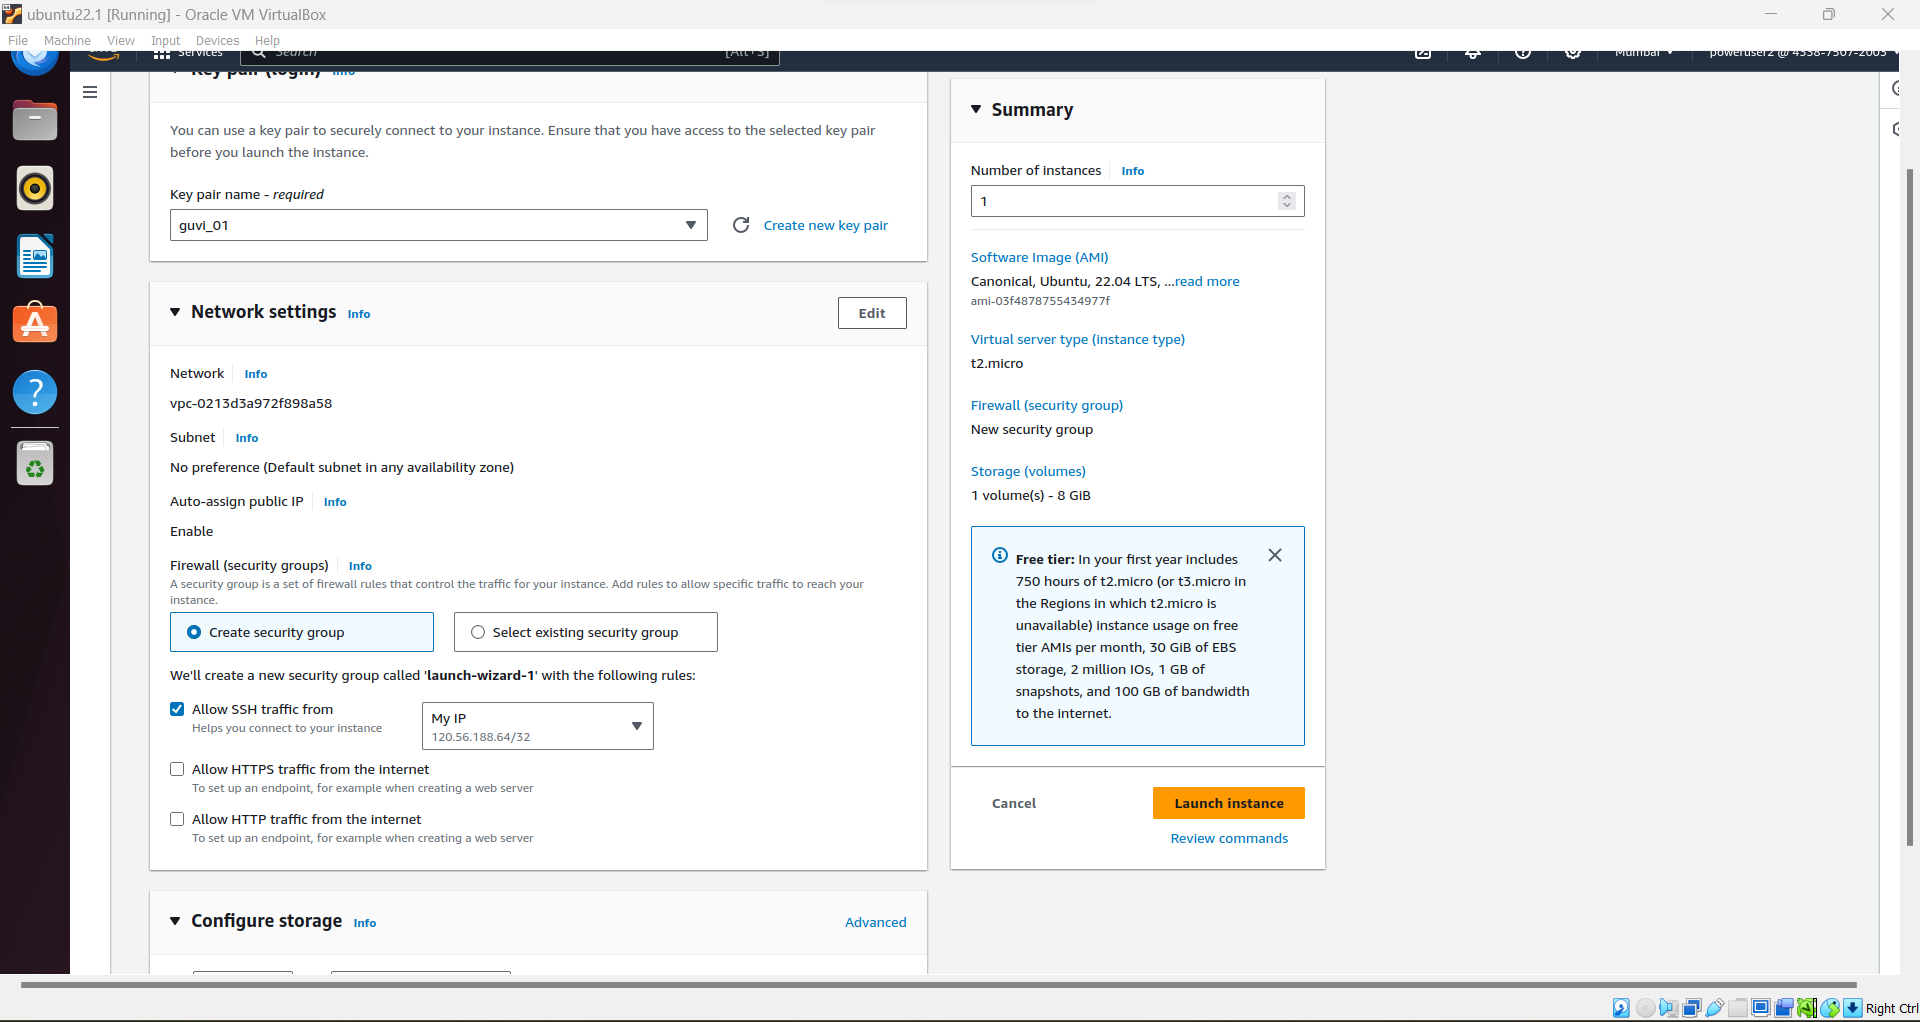 ubuntu22.1 [Running] - Oracle VM VirtualBox
File Machine View Input Devices Help
Services
Search
[Alt+S]
Mumbai
poweruser2 @ 4338-7507-2003
Key pair (login) Info
You can use a key pair to securely connect to your instance. Ensure that you have access to the selected key pair
before you launch the instance.
Key pair name - required
guvi_01
Create new key pair
Network settings Info
Edit
Network Info
vpc-0213d3a972f898a58
Subnet Info
No preference (Default subnet in any availability zone)
Auto-assign public IP Info
Enable
Firewall (security groups) Info
A security group is a set of firewall rules that control the traffic for your instance. Add rules to allow specific traffic to reach your
instance.
Create security group
Select existing security group
We'll create a new security group called 'launch-wizard-1' with the following rules:
Allow SSH traffic from
Helps you connect to your instance
My IP
120.56.188.64/32
Allow HTTPS traffic from the internet
To set up an endpoint, for example when creating a web server
Allow HTTP traffic from the internet
To set up an endpoint, for example when creating a web server
Configure storage Info
Advanced
Summary
Number of instances Info
1
Software Image (AMI)
Canonical, Ubuntu, 22.04 LTS, ...read more
ami-03f4878755434977f
Virtual server type (instance type)
t2.micro
Firewall (security group)
New security group
Storage (volumes)
1 volume(s) - 8 GiB
Free tier: In your first year includes
750 hours of t2.micro (or t3.micro in
the Regions in which t2.micro is
unavailable) instance usage on free
tier AMIs per month, 30 GiB of EBS
storage, 2 million IOs, 1 GB of
snapshots, and 100 GB of bandwidth
to the internet.
Cancel
Launch instance
Review commands
Right Ctrl